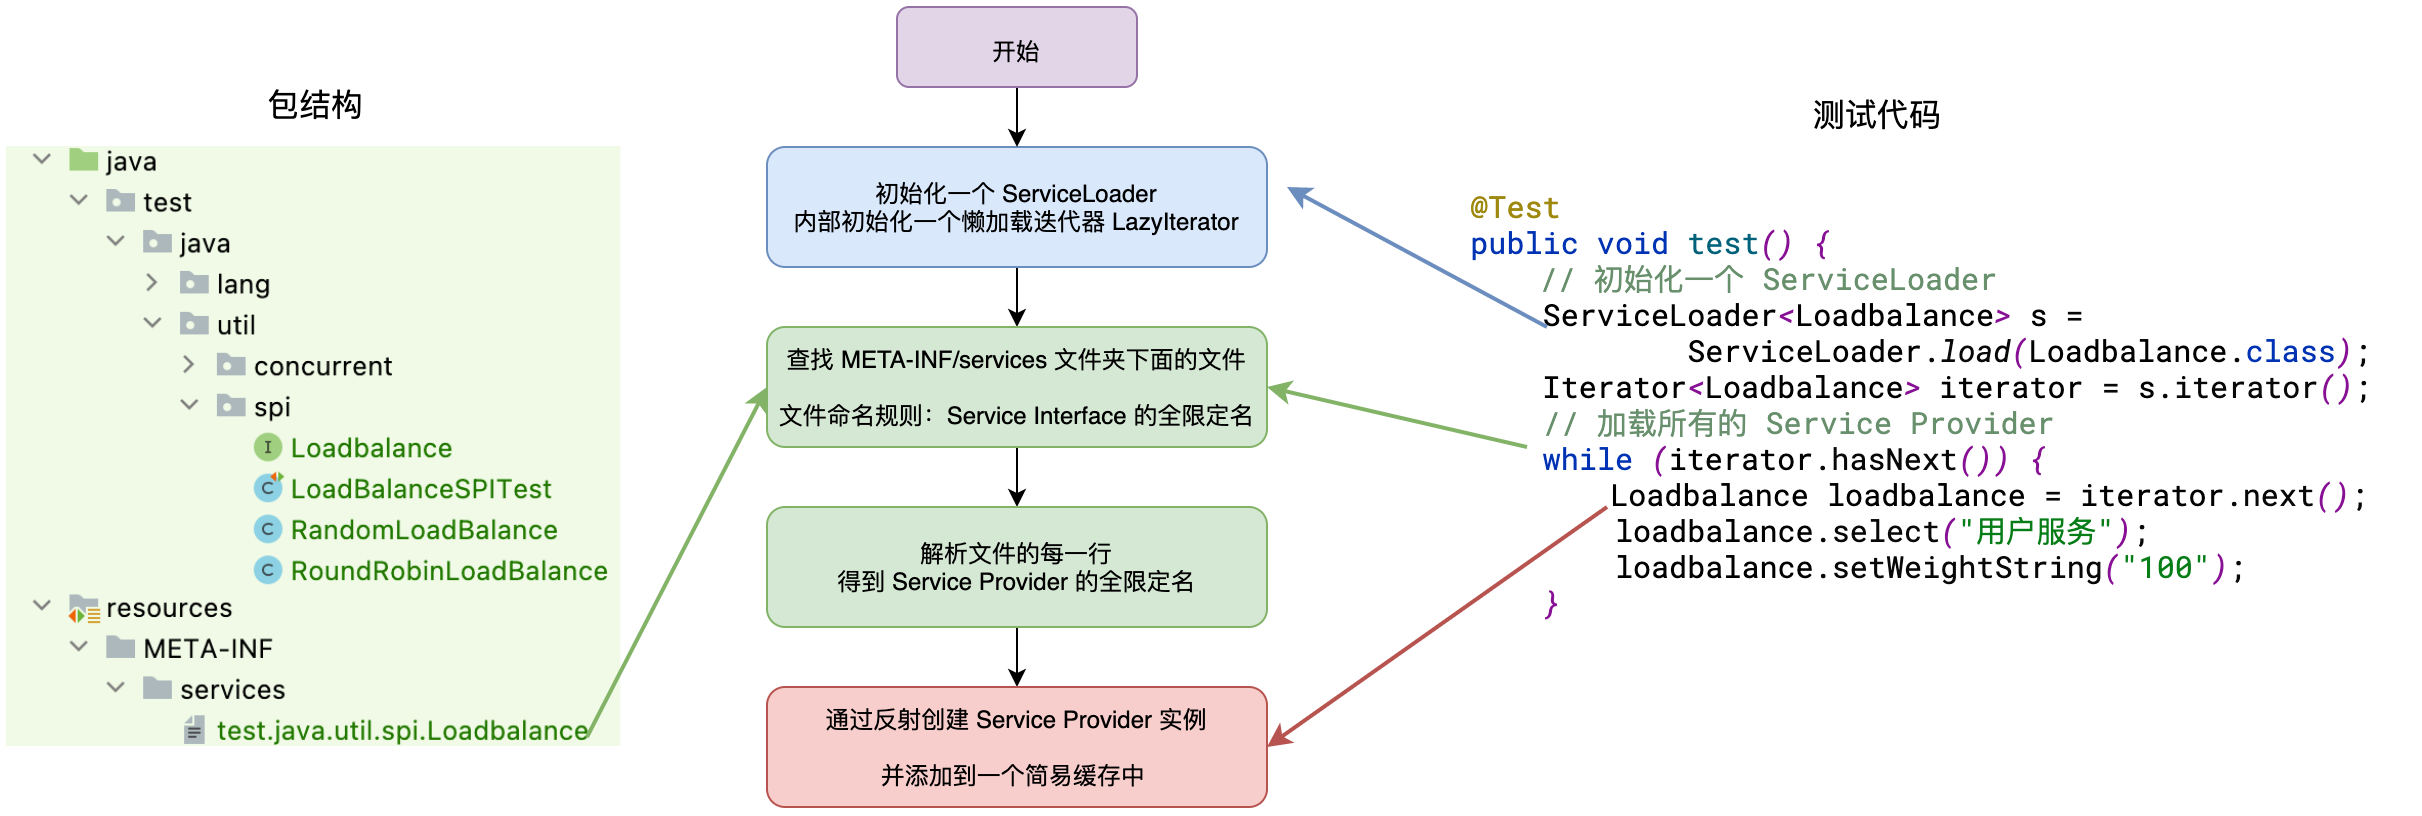 包结构
java
test
java
lang
util
concurrent
spi
Loadbalance
LoadBalanceSPITest
RandomLoadBalance
RoundRobinLoadBalance
resources
META-INF
services
test.java.util.spi.Loadbalance
开始
初始化一个 ServiceLoader
内部初始化一个懒加载迭代器 LazyIterator
查找 META-INF/services 文件夹下面的文件
文件命名规则：Service Interface 的全限定名
解析文件的每一行
得到 Service Provider 的全限定名
通过反射创建 Service Provider 实例
并添加到一个简易缓存中
测试代码
@Test
public void test() {
// 初始化一个 ServiceLoader
ServiceLoader<Loadbalance> s =
ServiceLoader.load(Loadbalance.class);
Iterator<Loadbalance> iterator = s.iterator();
// 加载所有的 Service Provider
while (iterator.hasNext()) {
Loadbalance loadbalance = iterator.next();
loadbalance.select("用户服务");
loadbalance.setWeightString("100");
}